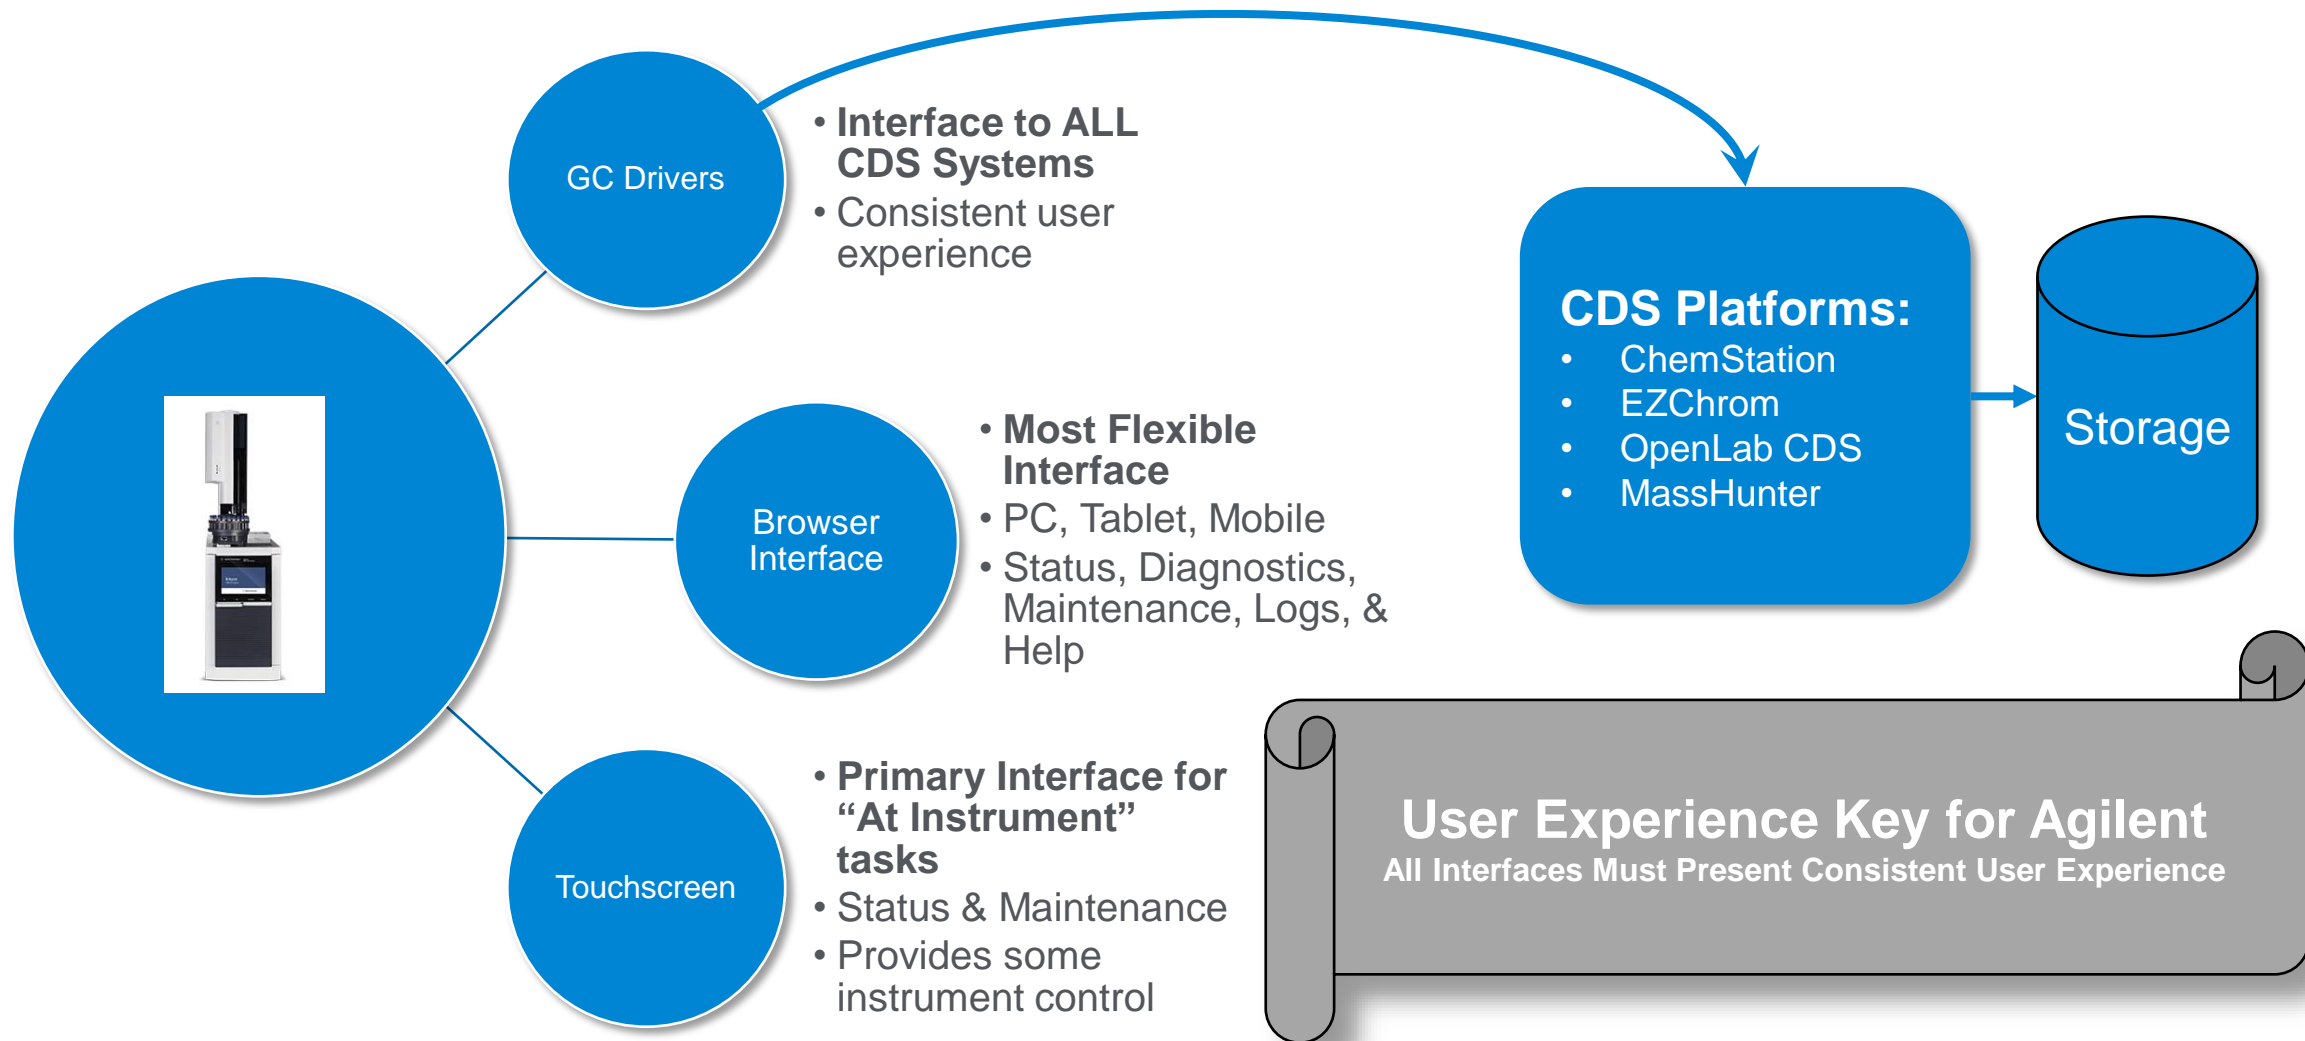 GC Drivers
• Interface to ALL
CDS Systems
• Consistent user
experience
Browser
Interface
• Most Flexible
Interface
• PC, Tablet, Mobile
• Status, Diagnostics,
Maintenance, Logs, &
Help
Touchscreen
• Primary Interface for
“At Instrument”
tasks
• Status & Maintenance
• Provides some
instrument control
CDS Platforms:
• ChemStation
• EZChrom
• OpenLab CDS
• MassHunter
Storage
User Experience Key for Agilent
All Interfaces Must Present Consistent User Experience